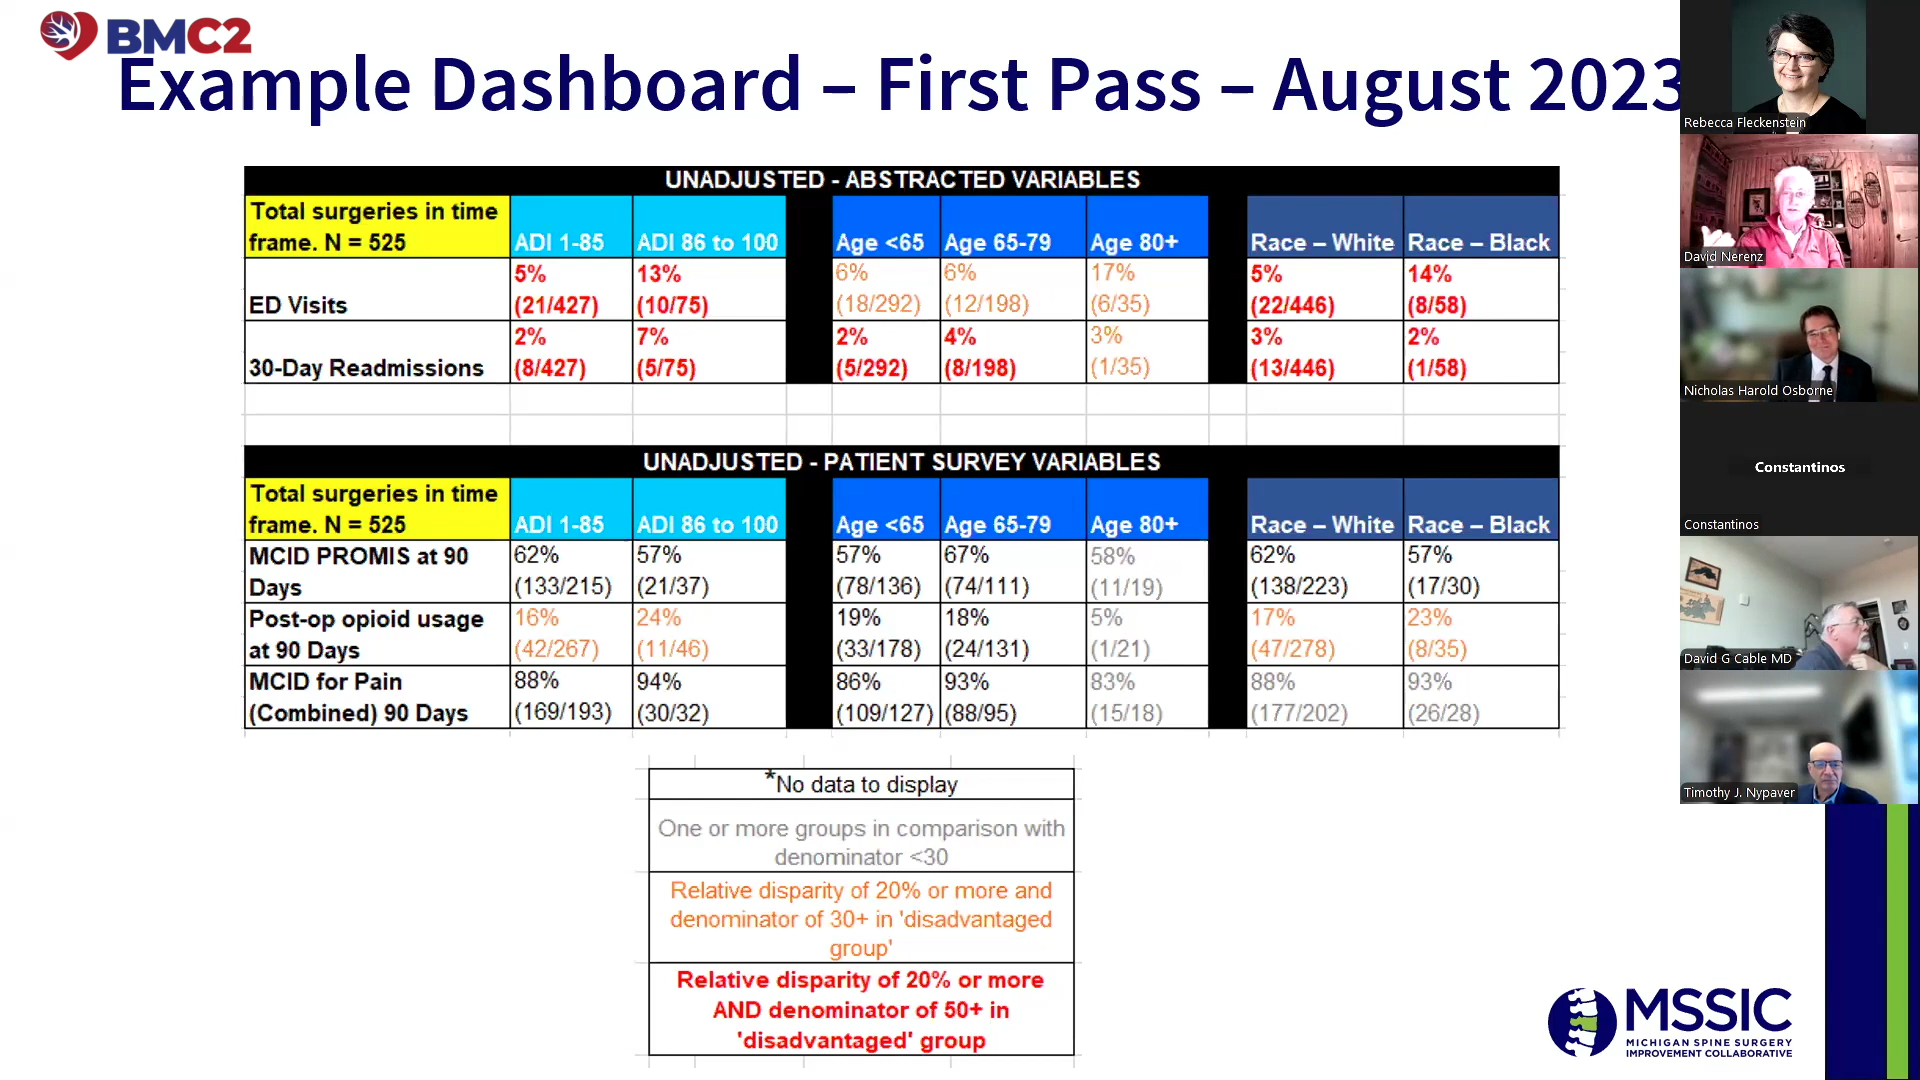 BMC2
Example Dashboard – First Pass – August 2023
UNADJUSTED - ABSTRACTED VARIABLES
Total surgeries in time
frame. N = 525
ADI 1-85
ADI 86 to 100
Age <65
Age 65-79
Age 80+
Race – White
Race – Black
ED Visits
5%
(21/427)
13%
(10/75)
6%
(18/292)
6%
(12/198)
17%
(6/35)
5%
(22/446)
14%
(8/58)
30-Day Readmissions
2%
(8/427)
7%
(5/75)
2%
(5/292)
4%
(8/198)
3%
(1/35)
3%
(13/446)
2%
(1/58)
UNADJUSTED - PATIENT SURVEY VARIABLES
Total surgeries in time
frame. N = 525
ADI 1-85
ADI 86 to 100
Age <65
Age 65-79
Age 80+
Race – White
Race – Black
MCID PROMIS at 90
Days
62%
(133/215)
57%
(21/37)
57%
(78/136)
67%
(74/111)
58%
(11/19)
62%
(138/223)
57%
(17/30)
Post-op opioid usage
at 90 Days
16%
(42/267)
24%
(11/46)
19%
(33/178)
18%
(24/131)
5%
(1/21)
17%
(47/278)
23%
(8/35)
MCID for Pain
(Combined) 90 Days
88%
(169/193)
94%
(30/32)
86%
(109/127)
93%
(88/95)
83%
(15/18)
88%
(177/202)
93%
(26/28)
*No data to display
One or more groups in comparison with
denominator <30
Relative disparity of 20% or more and
denominator of 30+ in 'disadvantaged
group'
Relative disparity of 20% or more
AND denominator of 50+ in
'disadvantaged' group
MSSIC
MICHIGAN SPINE SURGERY
IMPROVEMENT COLLABORATIVE
Rebecca Fleckenstein
David Nerenz
Nicholas Harold Osborne
Constantinos
Constantinos
David G Cable MD
Timothy J. Nypaver